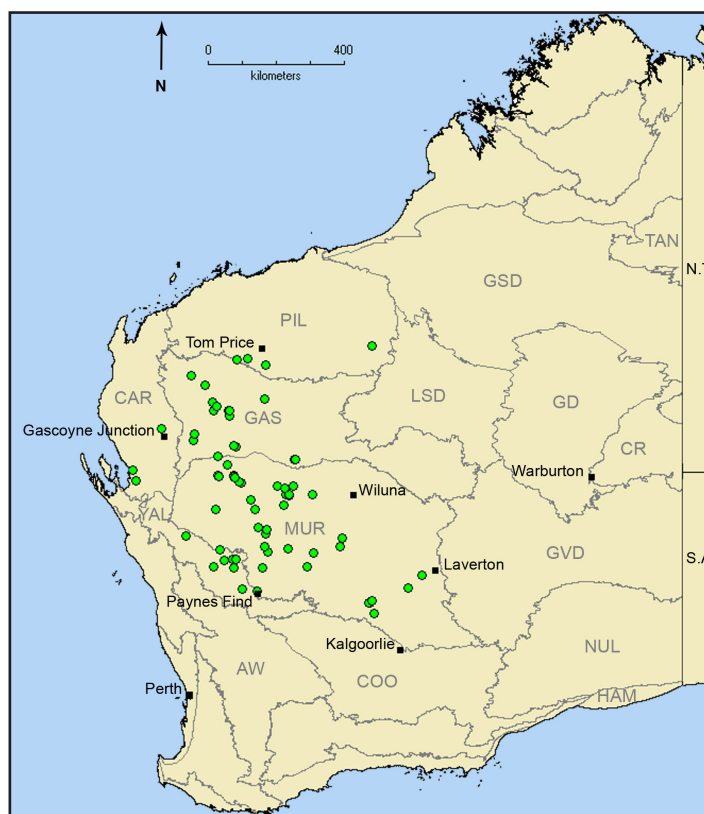 0 400
kilometers
N
TAN
GSD
N.T
PIL
Tom Price
CAR
LSD
GD
GAS
Gascoyne Junction
CR
Warburton
Wiluna
YAL
MUR
GVD
S.A
Laverton
Paynes Find
Kalgoorlie
NUL
AW
COO
Perth
HAM